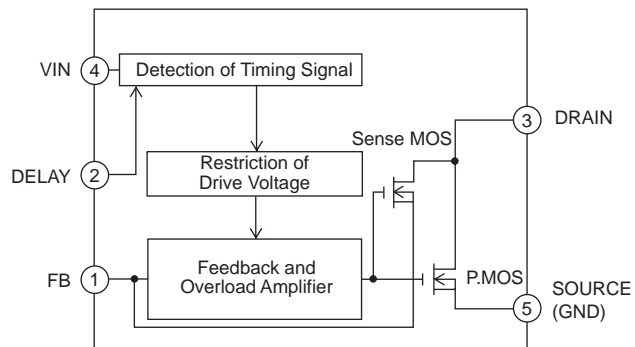 VIN
4
Detection of Timing Signal
3
DRAIN
Sense MOS
DELAY
2
Restriction of
Drive Voltage
FB
1
Feedback and
Overload Amplifier
P.MOS
SOURCE
(GND)
5